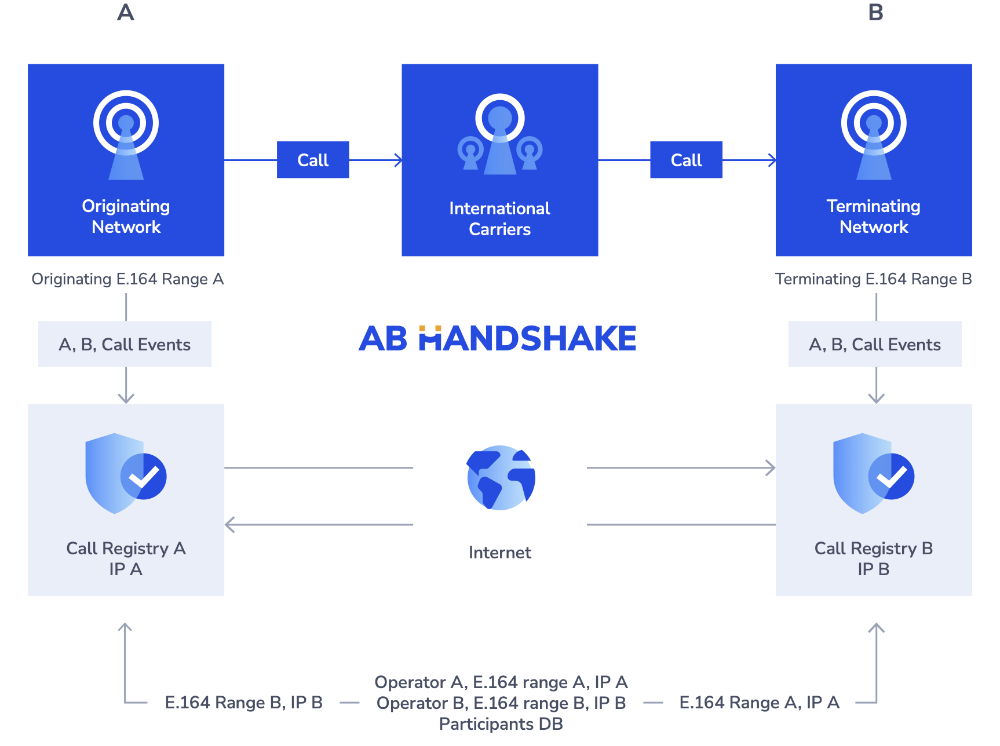 A
B
Originating
Network
Call
International
Carriers
Call
Terminating
Network
Originating E.164 Range A
Terminating E.164 Range B
A, B, Call Events
AB HANDSHAKE
A, B, Call Events
Call Registry A
IP A
Internet
Call Registry B
IP B
E.164 Range B, IP B
Operator A, E.164 range A, IP A
Operator B, E.164 range B, IP B
Participants DB
E.164 Range A, IP A